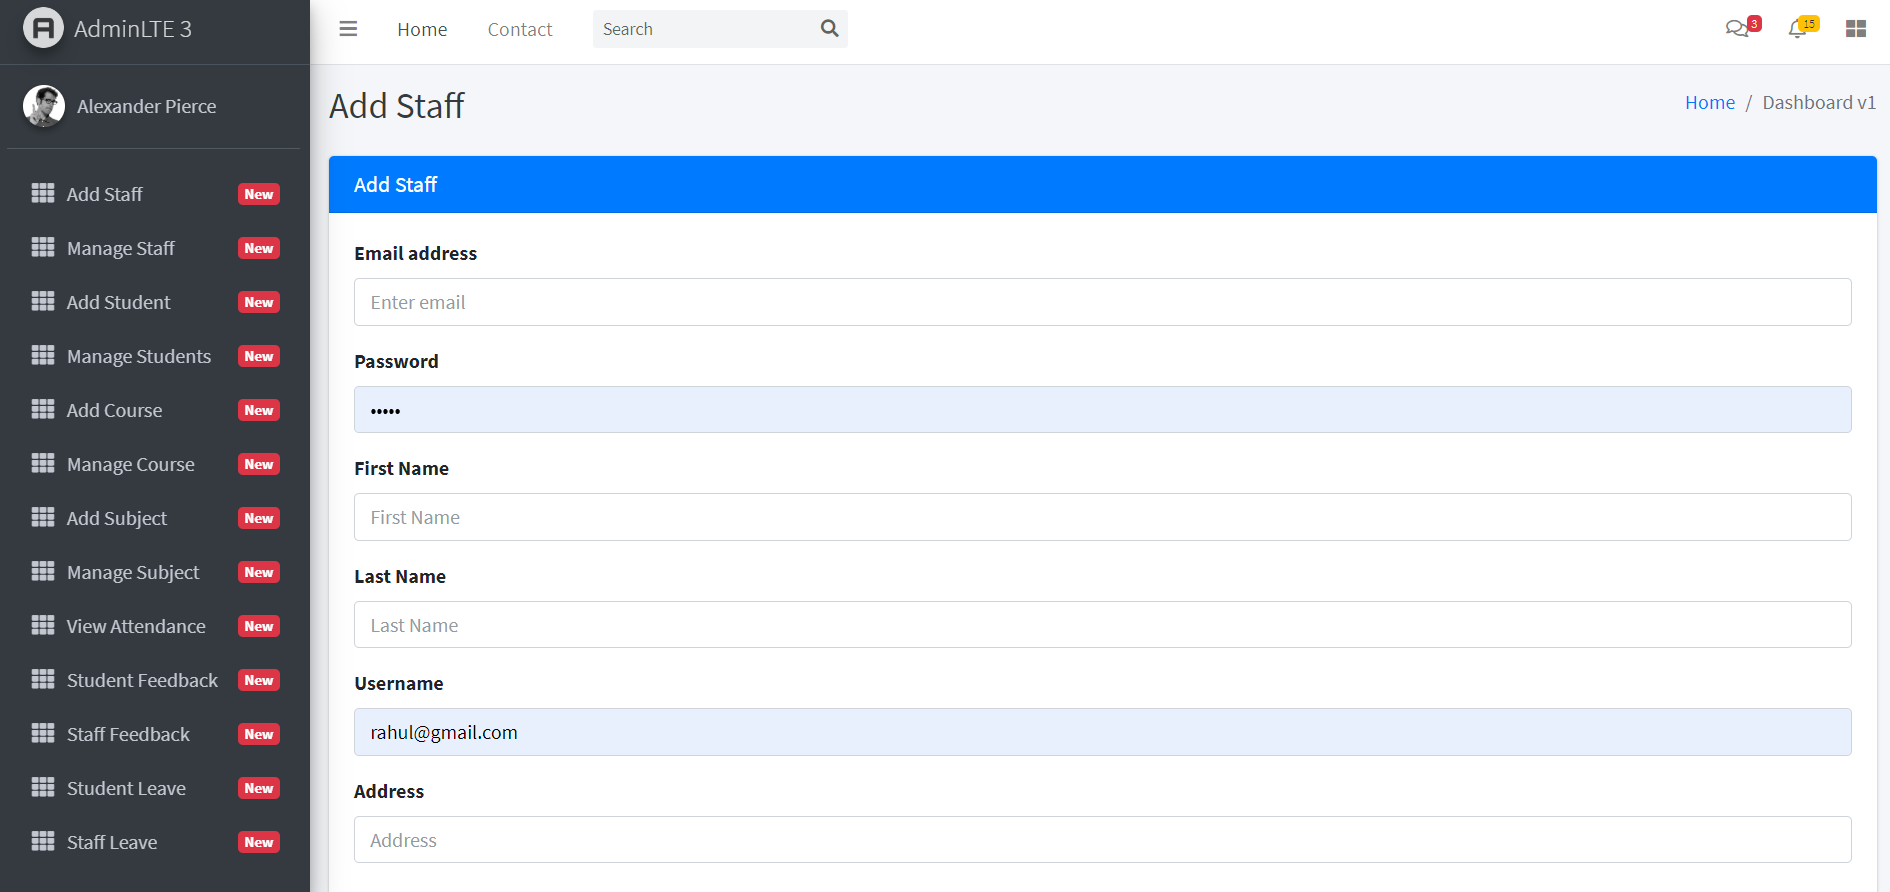 AdminLTE 3
Home
Contact
Search
3
15
Alexander Pierce
Add Staff New
Manage Staff New
Add Student New
Manage Students New
Add Course New
Manage Course New
Add Subject New
Manage Subject New
View Attendance New
Student Feedback New
Staff Feedback New
Student Leave New
Staff Leave New
Add Staff
Home / Dashboard v1
Add Staff
Email address
Enter email
Password
•••••
First Name
First Name
Last Name
Last Name
Username
rahul@gmail.com
Address
Address